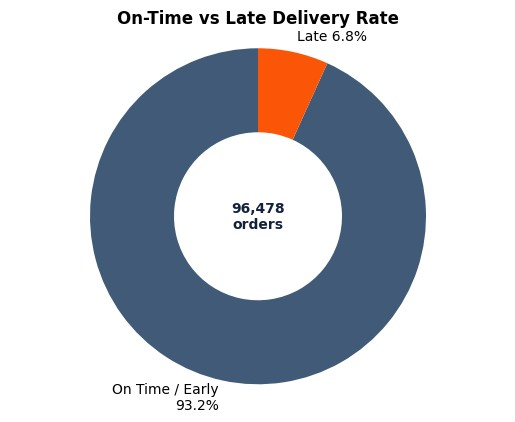 On-Time vs Late Delivery Rate
Late 6.8%
96,478
orders
On Time / Early
93.2%